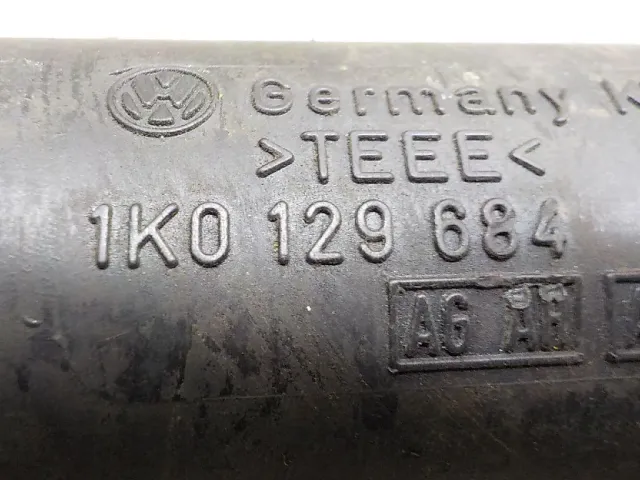 Germany K
>TEEE<
1K0 129 684
AG